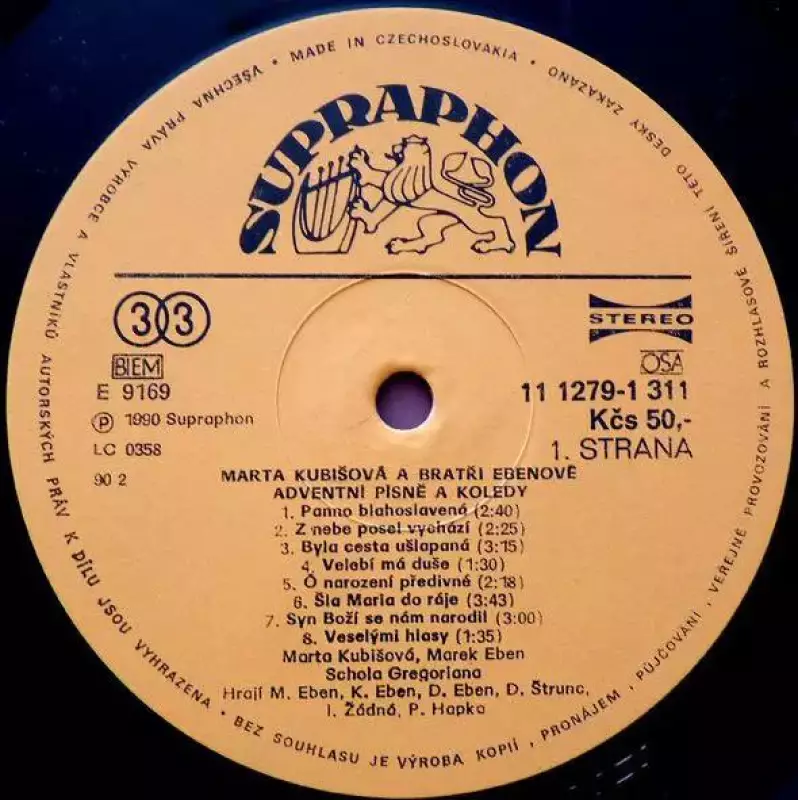 VŠECHNA PRÁVA VÝROBCE A VLASTNÍKŮ AUTORSKÝCH PRÁV K DÍLU JSOU VYHRAZENA • BEZ SOUHLASU JE VÝROBA KOPIÍ, PRONÁJEM, PŮJČOVÁNÍ, VEŘEJNÉ PROVOZOVÁNÍ A ROZHLASOVÉ ŠÍŘENÍ TÉTO DESKY ZAKÁZÁNO •
MADE IN CZECHOSLOVAKIA •
SUPRAPHON
33
STEREO
BIEM
OSA
E 9169
11 1279-1 311
Ⓟ 1990 Supraphon
Kčs 50,-
LC 0358
1. STRANA
90 2
MARTA KUBIŠOVÁ A BRATŘI EBENOVÉ
ADVENTNÍ PÍSNĚ A KOLEDY
1. Panno blahoslavená (2:40)
2. Z nebe posel vychází (2:25)
3. Byla cesta ušlapaná (3:15)
4. Velebí má duše (1:30)
5. Ó narození předivné (2:18)
6. Šla Maria do ráje (3:43)
7. Syn Boží se nám narodil (3:00)
8. Veselými hlasy (1:35)
Marta Kubišová, Marek Eben
Schola Gregoriana
Hrají M. Eben, K. Eben, D. Eben, D. Štrunc,
I. Žádná, P. Hapka